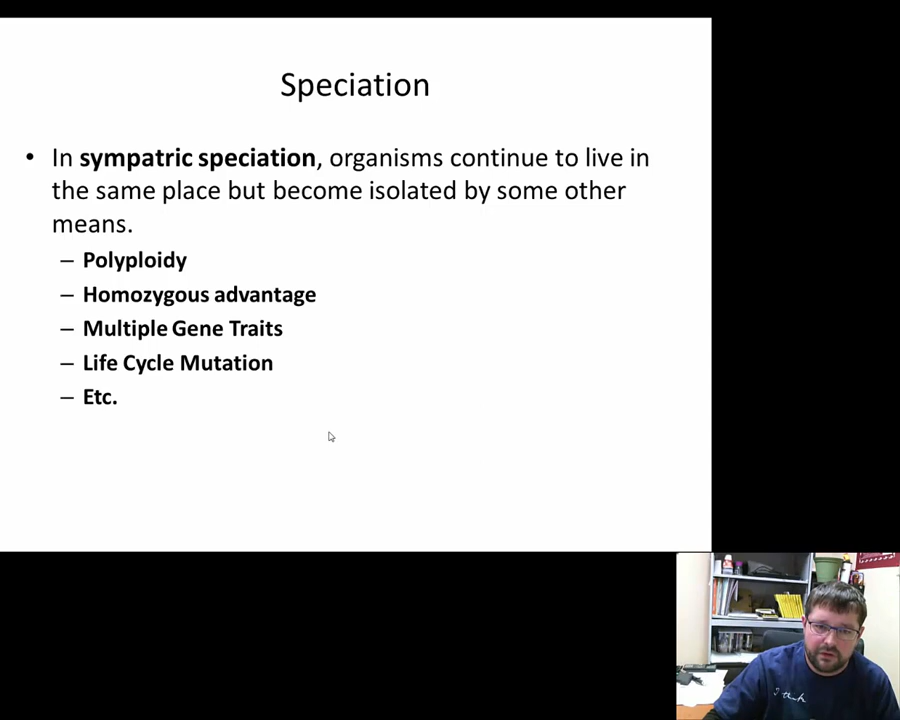 Speciation
• In sympatric speciation, organisms continue to live in
the same place but become isolated by some other
means.
– Polyploidy
– Homozygous advantage
– Multiple Gene Traits
– Life Cycle Mutation
– Etc.
I think